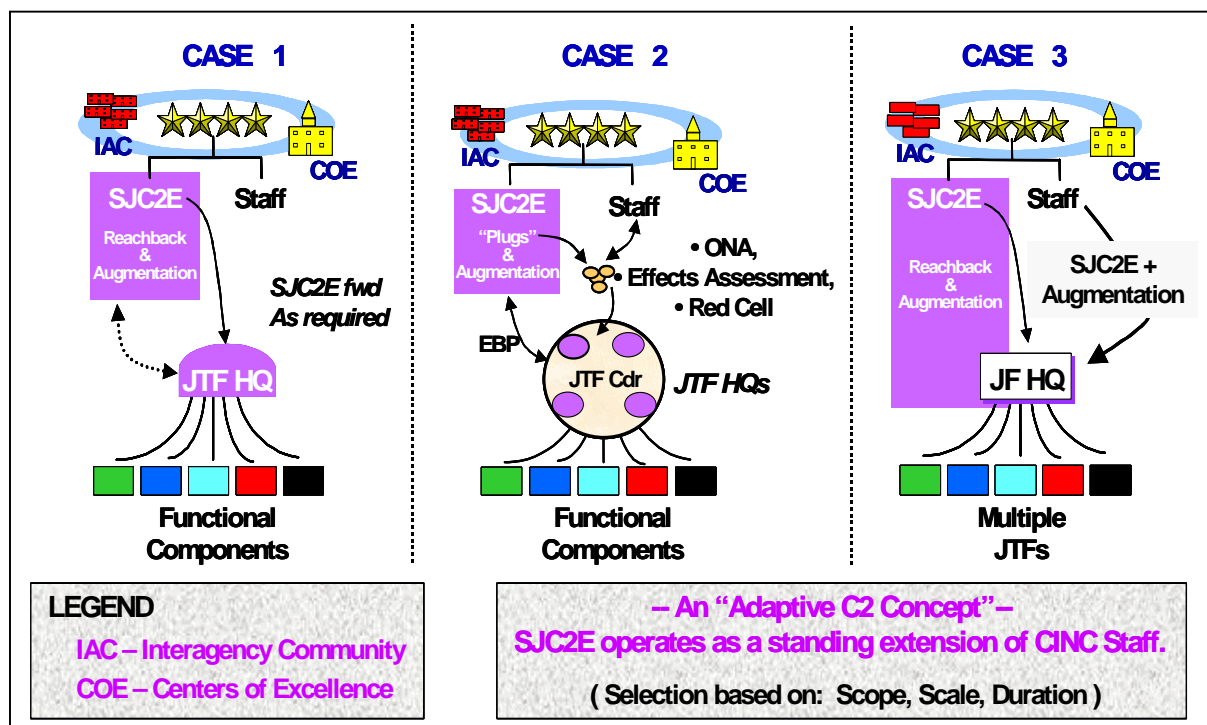 CASE 1
IAC
COE
SJC2E
Staff
Reachback
&
Augmentation
SJC2E fwd
As required
JTF HQ
Functional
Components
CASE 2
IAC
COE
SJC2E
Staff
"Plugs"
&
Augmentation
• ONA,
• Effects Assessment,
• Red Cell
EBP
JTF Cdr
JTF HQs
Functional
Components
CASE 3
IAC
COE
SJC2E
Staff
Reachback
&
Augmentation
SJC2E +
Augmentation
JF HQ
Multiple
JTFs
LEGEND
IAC – Interagency Community
COE – Centers of Excellence
– An “Adaptive C2 Concept”–
SJC2E operates as a standing extension of CINC Staff.
( Selection based on: Scope, Scale, Duration )